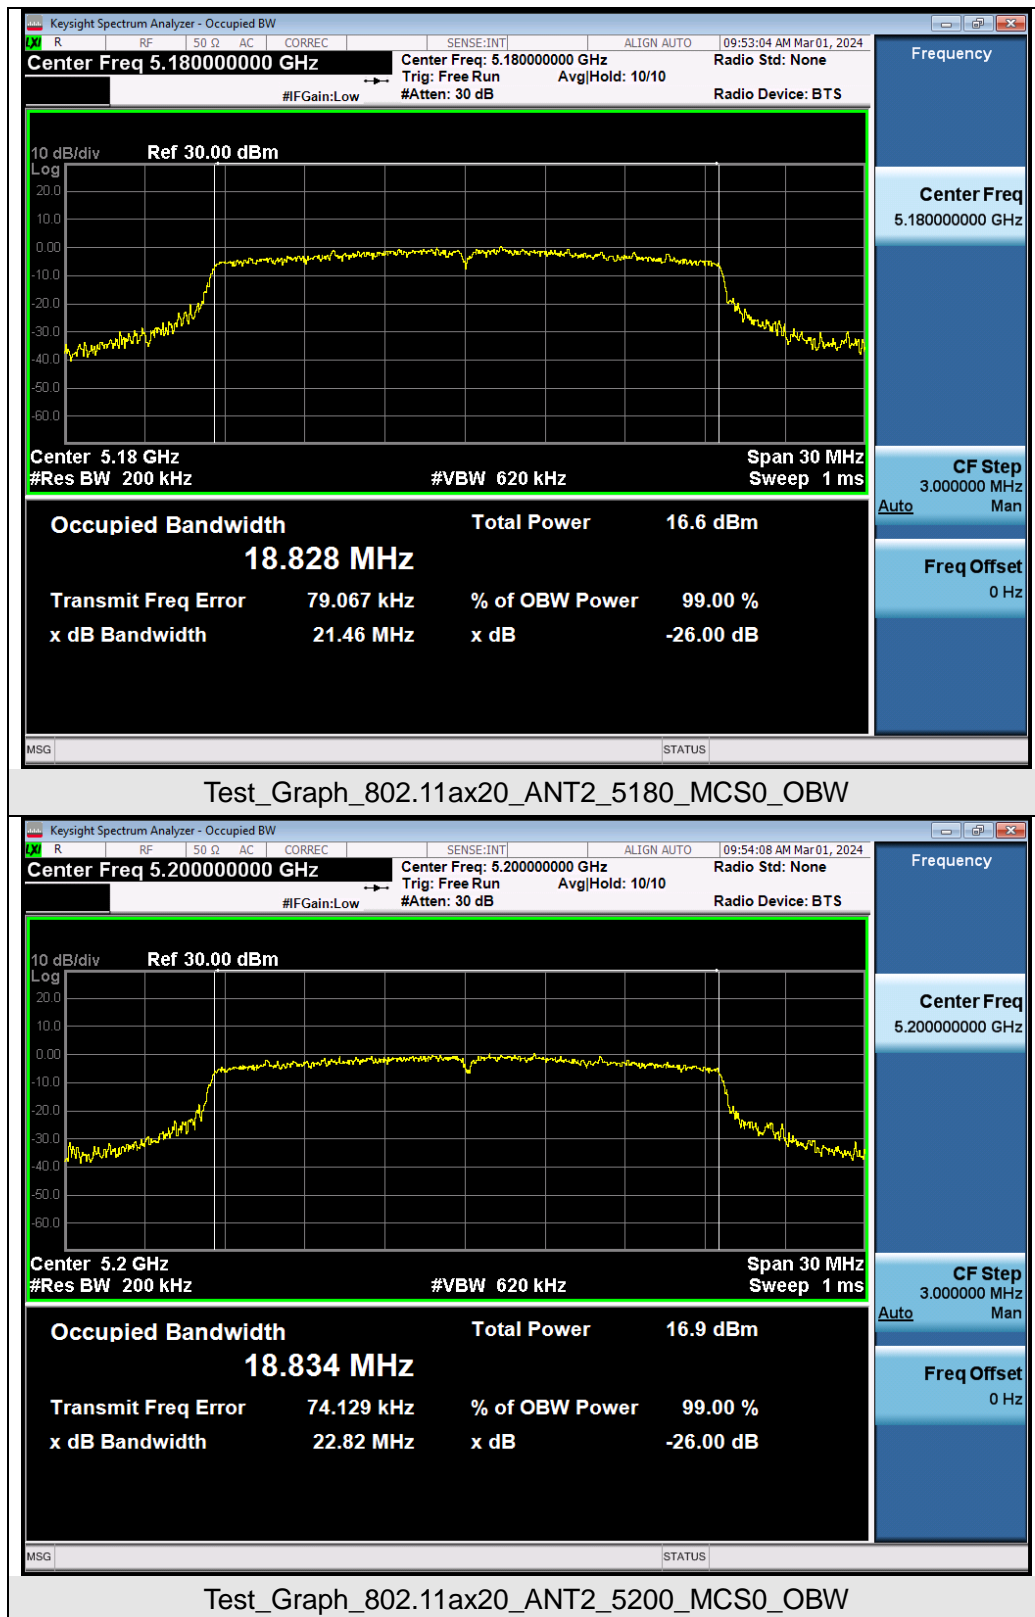 Keysight Spectrum Analyzer - Occupied BW
LXI R RF 50 Ω AC CORREC SENSE:INT ALIGN AUTO 09:53:04 AM Mar 01, 2024
Center Freq 5.180000000 GHz
Center Freq: 5.180000000 GHz Radio Std: None
Trig: Free Run Avg|Hold: 10/10
#IFGain:Low #Atten: 30 dB Radio Device: BTS
10 dB/div Ref 30.00 dBm
Log
20.0
10.0
0.00
-10.0
-20.0
-30.0
-40.0
-50.0
-60.0
Center 5.18 GHz Span 30 MHz
#Res BW 200 kHz #VBW 620 kHz Sweep 1 ms
Occupied Bandwidth Total Power 16.6 dBm
18.828 MHz
Transmit Freq Error 79.067 kHz % of OBW Power 99.00 %
x dB Bandwidth 21.46 MHz x dB -26.00 dB
MSG STATUS
Frequency
Center Freq
5.180000000 GHz
CF Step
3.000000 MHz
Auto Man
Freq Offset
0 Hz
Test_Graph_802.11ax20_ANT2_5180_MCS0_OBW
Keysight Spectrum Analyzer - Occupied BW
LXI R RF 50 Ω AC CORREC SENSE:INT ALIGN AUTO 09:54:08 AM Mar 01, 2024
Center Freq 5.200000000 GHz
Center Freq: 5.200000000 GHz Radio Std: None
Trig: Free Run Avg|Hold: 10/10
#IFGain:Low #Atten: 30 dB Radio Device: BTS
10 dB/div Ref 30.00 dBm
Log
20.0
10.0
0.00
-10.0
-20.0
-30.0
-40.0
-50.0
-60.0
Center 5.2 GHz Span 30 MHz
#Res BW 200 kHz #VBW 620 kHz Sweep 1 ms
Occupied Bandwidth Total Power 16.9 dBm
18.834 MHz
Transmit Freq Error 74.129 kHz % of OBW Power 99.00 %
x dB Bandwidth 22.82 MHz x dB -26.00 dB
MSG STATUS
Frequency
Center Freq
5.200000000 GHz
CF Step
3.000000 MHz
Auto Man
Freq Offset
0 Hz
Test_Graph_802.11ax20_ANT2_5200_MCS0_OBW